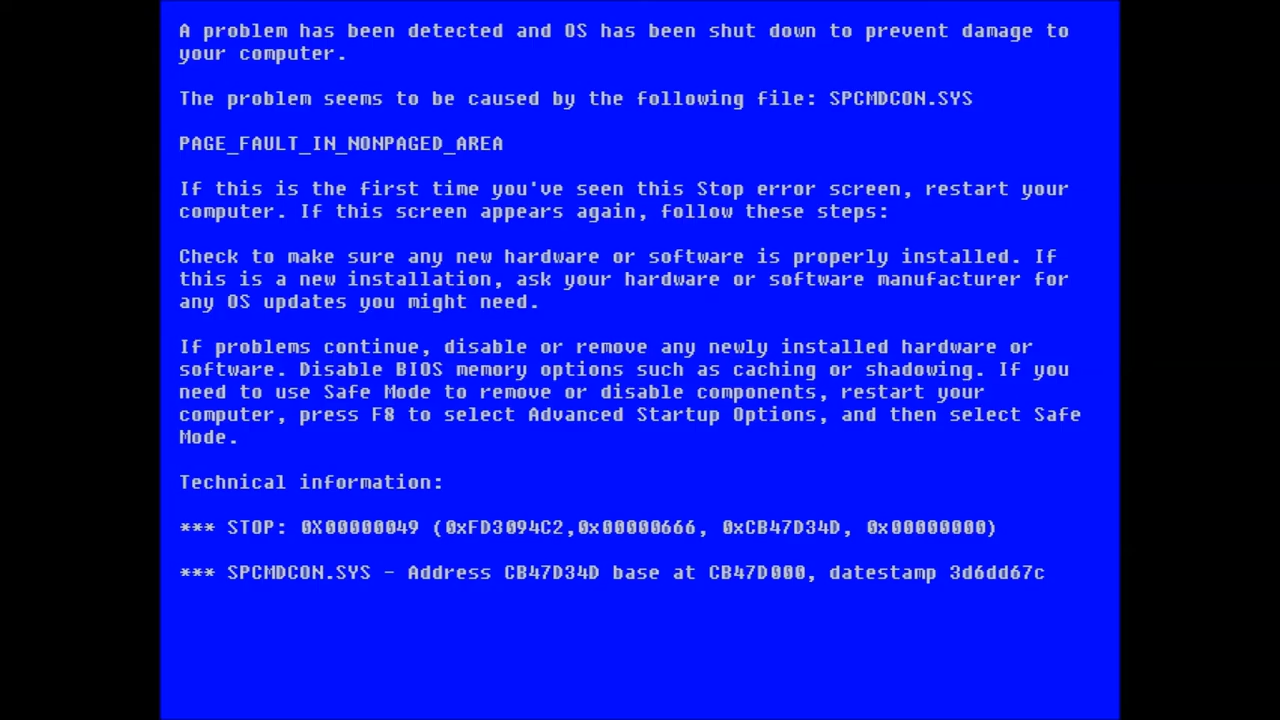 A problem has been detected and OS has been shut down to prevent damage to
your computer.
The problem seems to be caused by the following file: SPCMDCON.SYS
PAGE_FAULT_IN_NONPAGED_AREA
If this is the first time you've seen this Stop error screen, restart your
computer. If this screen appears again, follow these steps:
Check to make sure any new hardware or software is properly installed. If
this is a new installation, ask your hardware or software manufacturer for
any OS updates you might need.
If problems continue, disable or remove any newly installed hardware or
software. Disable BIOS memory options such as caching or shadowing. If you
need to use Safe Mode to remove or disable components, restart your
computer, press F8 to select Advanced Startup Options, and then select Safe
Mode.
Technical information:
*** STOP: 0X00000049 (0xFD3094C2,0x00000666, 0xCB47D34D, 0x00000000)
*** SPCMDCON.SYS - Address CB47D34D base at CB47D000, datestamp 3d6dd67c